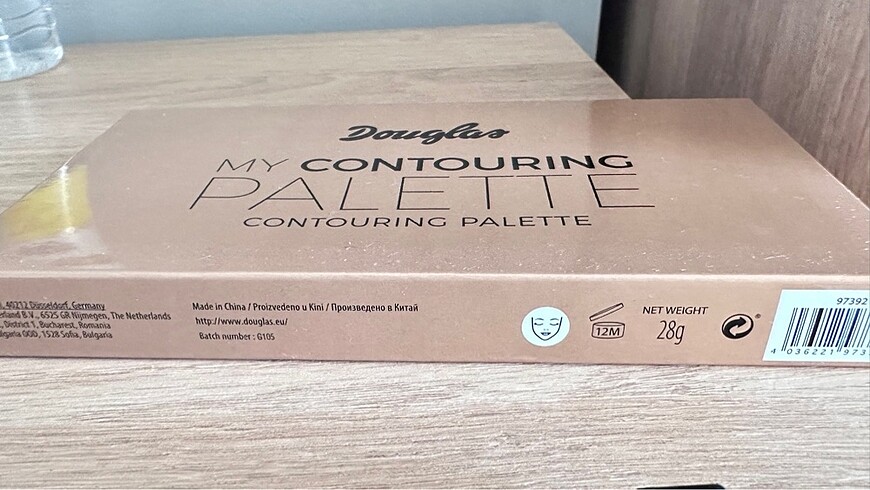 Douglas
MY CONTOURING
PALETTE
CONTOURING PALETTE
40212 Düsseldorf, Germany
B.V., 6525 GR Nijmegen, The Netherlands
District 1, Bucharest, Romania
OOD, 1528 Sofia, Bulgaria
Made in China / Proizvedeno u Kini / Произведено в Китай
http://www.douglas.eu/
Batch number : G105
12M
NET WEIGHT
28g
97392
4 036221 973